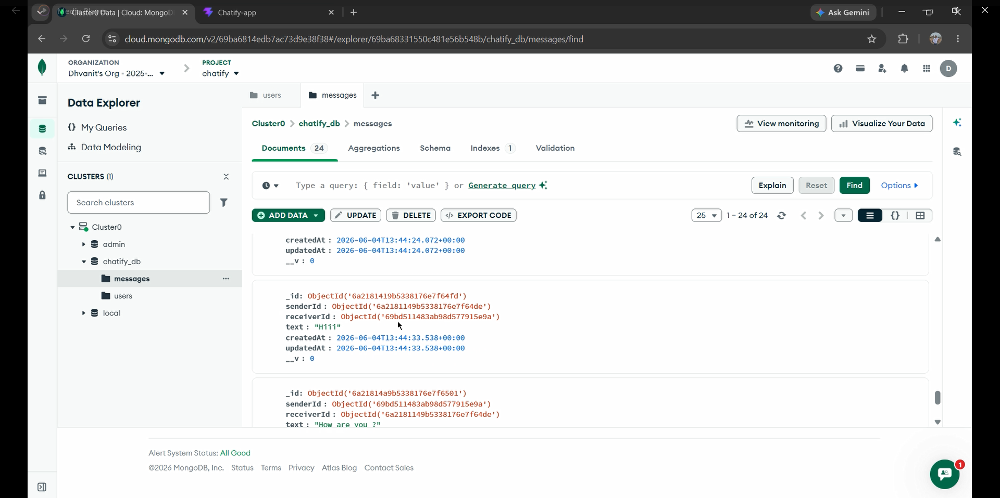 Cluster0 Data | Cloud: MongoD
Chatify-app
Ask Gemini
cloud.mongodb.com/v2/69ba6814edb7ac73d9e38f38#/explorer/69ba68331550c481e56b548b/chatify_db/messages/find
ORGANIZATION
Dhvanit's Org - 2025-...
PROJECT
chatify
D
Data Explorer
{} My Queries
Data Modeling
CLUSTERS (1)
Search clusters
Cluster0
admin
chatify_db
messages
users
local
users
messages
Cluster0 > chatify_db > messages
View monitoring
Visualize Your Data
Documents 24
Aggregations
Schema
Indexes 1
Validation
Type a query: { field: 'value' } or Generate query
Explain
Reset
Find
Options
ADD DATA
UPDATE
DELETE
EXPORT CODE
25
1 – 24 of 24
{}
createdAt : 2026-06-04T13:44:24.072+00:00
updatedAt : 2026-06-04T13:44:24.072+00:00
__v : 0
_id: ObjectId('6a2181419b5338176e7f64fd')
senderId : ObjectId('6a2181149b5338176e7f64de')
receiverId : ObjectId('69bd511483ab98d577915e9a')
text : "Hiii"
createdAt : 2026-06-04T13:44:33.538+00:00
updatedAt : 2026-06-04T13:44:33.538+00:00
__v : 0
_id: ObjectId('6a21814a9b5338176e7f6501')
senderId : ObjectId('69bd511483ab98d577915e9a')
receiverId : ObjectId('6a2181149b5338176e7f64de')
text : "How are you ?"
Alert System Status: All Good
©2026 MongoDB, Inc. Status Terms Privacy Atlas Blog Contact Sales
1